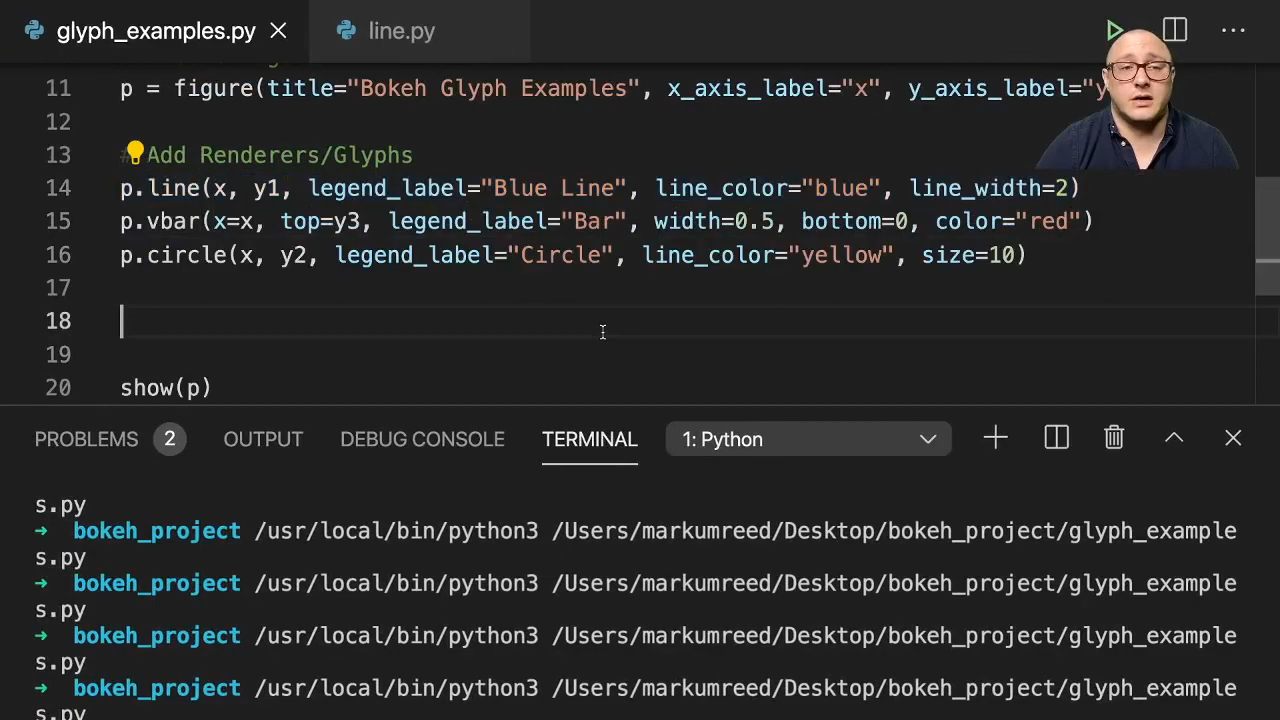 glyph_examples.py
line.py
11 p = figure(title="Bokeh Glyph Examples", x_axis_label="x", y_axis_label="y
12
13 # Add Renderers/Glyphs
14 p.line(x, y1, legend_label="Blue Line", line_color="blue", line_width=2)
15 p.vbar(x=x, top=y3, legend_label="Bar", width=0.5, bottom=0, color="red")
16 p.circle(x, y2, legend_label="Circle", line_color="yellow", size=10)
17
18
19
20 show(p)
PROBLEMS 2 OUTPUT DEBUG CONSOLE TERMINAL 1: Python
s.py
➜ bokeh_project /usr/local/bin/python3 /Users/markumreed/Desktop/bokeh_project/glyph_example
s.py
➜ bokeh_project /usr/local/bin/python3 /Users/markumreed/Desktop/bokeh_project/glyph_example
s.py
➜ bokeh_project /usr/local/bin/python3 /Users/markumreed/Desktop/bokeh_project/glyph_example
s.py
➜ bokeh_project /usr/local/bin/python3 /Users/markumreed/Desktop/bokeh_project/glyph_example
s.py